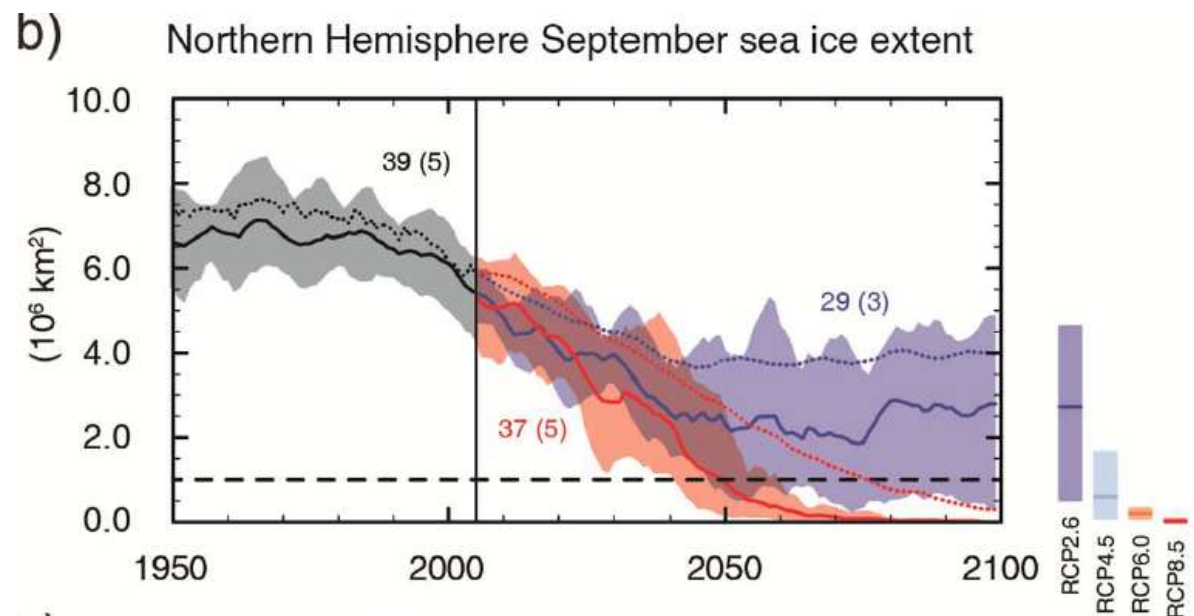 b)
Northern Hemisphere September sea ice extent
10.0
8.0
6.0
4.0
2.0
0.0
(10⁶ km²)
39 (5)
29 (3)
37 (5)
1950
2000
2050
2100
RCP2.6
RCP4.5
RCP6.0
RCP8.5